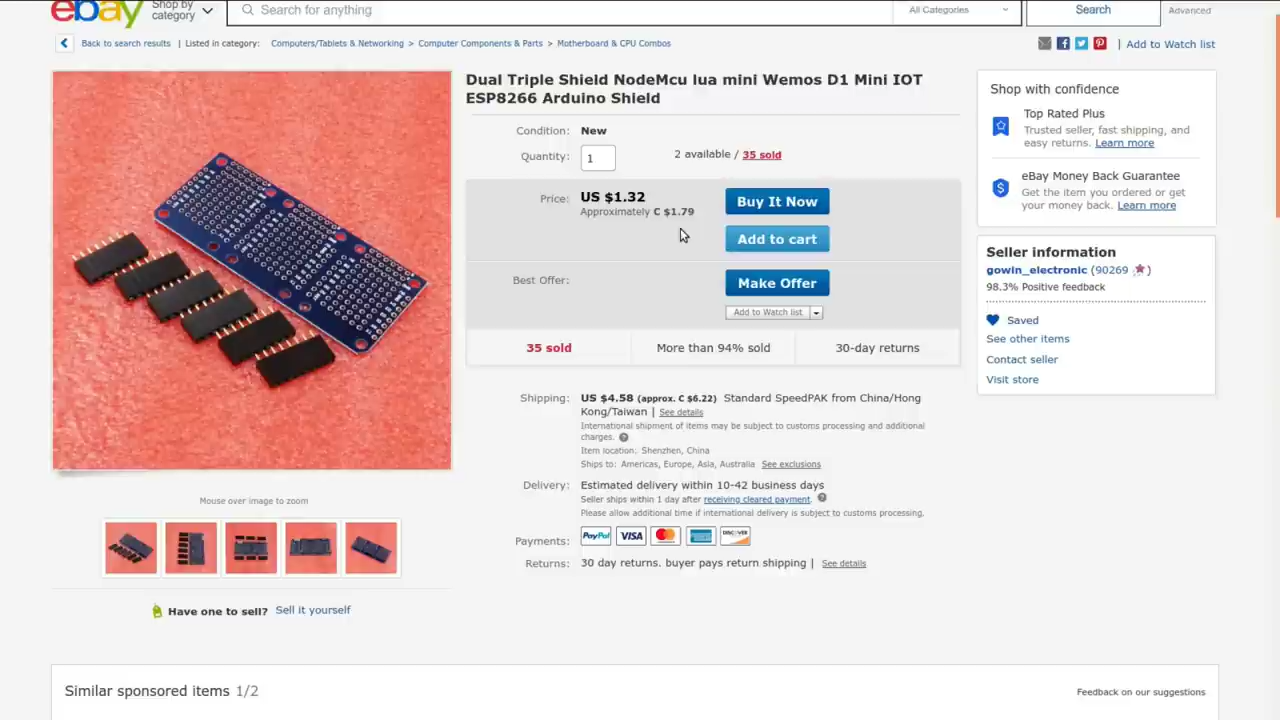 ebay
Shop by
category
Search for anything
All Categories
Search
Advanced
Back to search results | Listed in category: Computers/Tablets & Networking > Computer Components & Parts > Motherboard & CPU Combos
| Add to Watch list
Dual Triple Shield NodeMcu lua mini Wemos D1 Mini IOT
ESP8266 Arduino Shield
Condition: New
Quantity: 1 2 available / 35 sold
Price: US $1.32
Approximately C $1.79
Buy It Now
Add to cart
Best Offer:
Make Offer
Add to Watch list
35 sold More than 94% sold 30-day returns
Shipping: US $4.58 (approx. C $6.22) Standard SpeedPAK from China/Hong
Kong/Taiwan | See details
International shipment of items may be subject to customs processing and additional
charges.
Item location: Shenzhen, China
Ships to: Americas, Europe, Asia, Australia See exclusions
Delivery: Estimated delivery within 10-42 business days
Seller ships within 1 day after receiving cleared payment.
Please allow additional time if international delivery is subject to customs processing.
Payments: PayPal VISA
Returns: 30 day returns. buyer pays return shipping | See details
Shop with confidence
Top Rated Plus
Trusted seller, fast shipping, and
easy returns. Learn more
eBay Money Back Guarantee
Get the item you ordered or get
your money back. Learn more
Seller information
gowin_electronic (90269 )
98.3% Positive feedback
Saved
See other items
Contact seller
Visit store
Mouse over image to zoom
Have one to sell? Sell it yourself
Similar sponsored items 1/2
Feedback on our suggestions